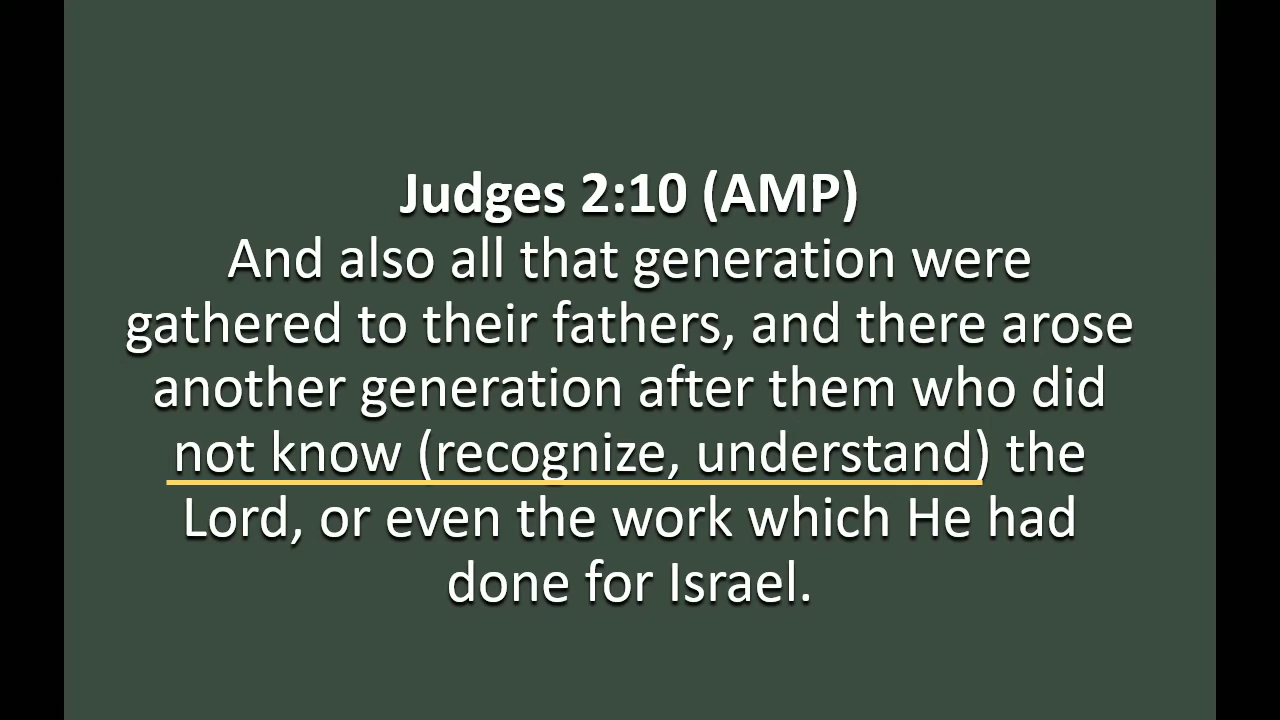 Judges 2:10 (AMP)
And also all that generation were
gathered to their fathers, and there arose
another generation after them who did
not know (recognize, understand) the
Lord, or even the work which He had
done for Israel.